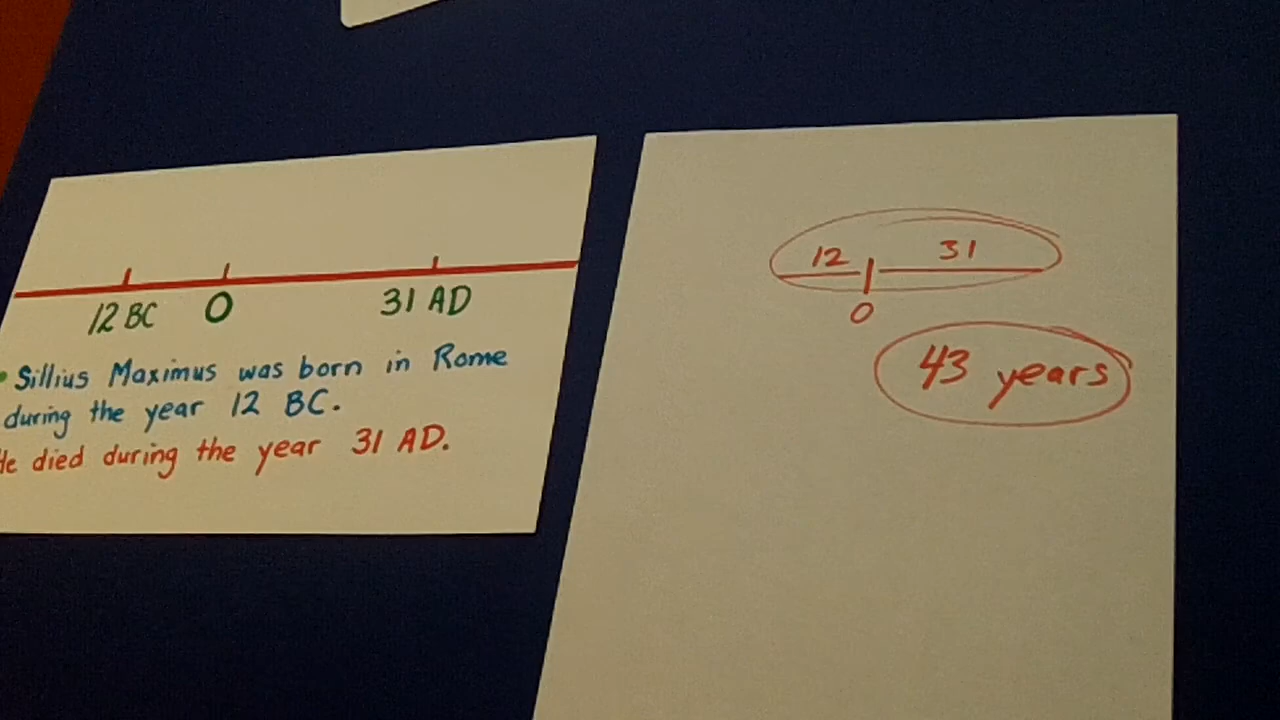 12 BC 0 31 AD
Sillius Maximus was born in Rome
during the year 12 BC.
He died during the year 31 AD.
12 31
0
43 years